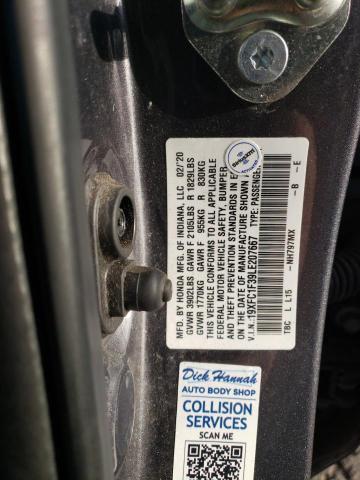 MFD. BY HONDA MFG. OF INDIANA, LLC 02/20
GVWR 3902LBS GAWR F 2105LBS R 1829LBS
GVWR 1770KG GAWR F 955KG R 830KG
THIS VEHICLE CONFORMS TO ALL APPLICABLE
FEDERAL MOTOR VEHICLE SAFETY, BUMPER,
AND THEFT PREVENTION STANDARDS IN E
DATE OF MANUFACTURE SHOWN
V.I.N.:19XFC1F39LE207667 TYPE: PASSENGE
NH797MX B E
TBC L L15
SiriusXM
Dick Hannah
AUTO BODY SHOP
COLLISION
SERVICES
SCAN ME